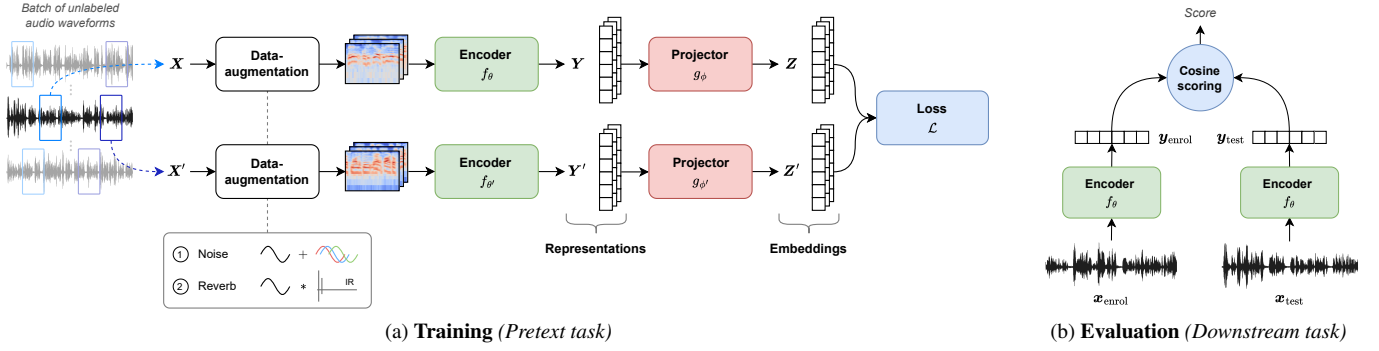 Batch of unlabeled
audio waveforms
X
Data-
augmentation
Encoder
fθ
Y
Projector
gϕ
Z
Loss
ℒ
X′
Data-
augmentation
Encoder
fθ′
Y′
Projector
gϕ′
Z′
Representations
Embeddings
1 Noise +
2 Reverb * IR
(a) Training (Pretext task)
Score
Cosine
scoring
yenrol
ytest
Encoder
fθ
Encoder
fθ
xenrol
xtest
(b) Evaluation (Downstream task)